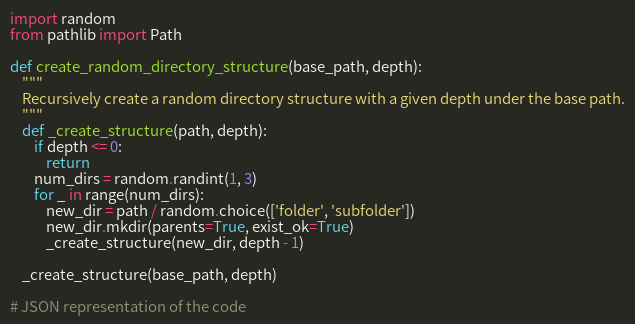 import random
from pathlib import Path

def create_random_directory_structure(base_path, depth):
    """
    Recursively create a random directory structure with a given depth under the base path.
    """
    def _create_structure(path, depth):
        if depth <= 0:
            return
        num_dirs = random.randint(1, 3)
        for _ in range(num_dirs):
            new_dir = path / random.choice(['folder', 'subfolder'])
            new_dir.mkdir(parents=True, exist_ok=True)
            _create_structure(new_dir, depth - 1)

    _create_structure(base_path, depth)

# JSON representation of the code